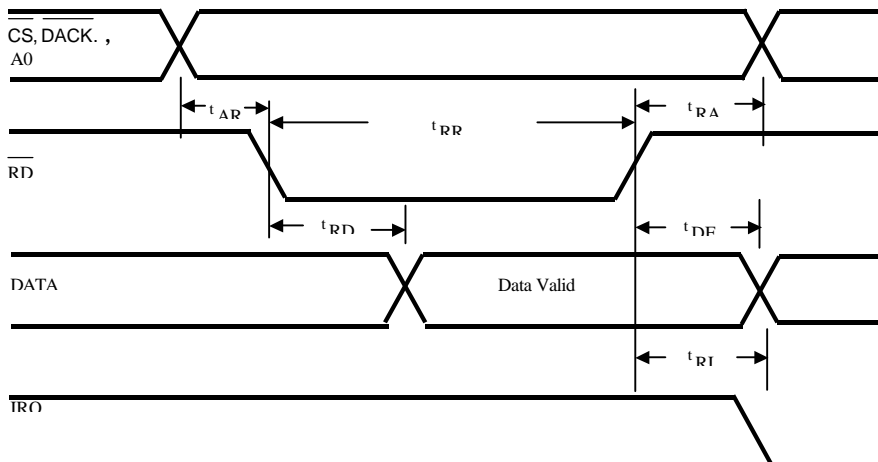 CS, DACK. ,
A0
t AR
t RR
t RA
RD
t RD
t DF
DATA
Data Valid
t RI
IRQ